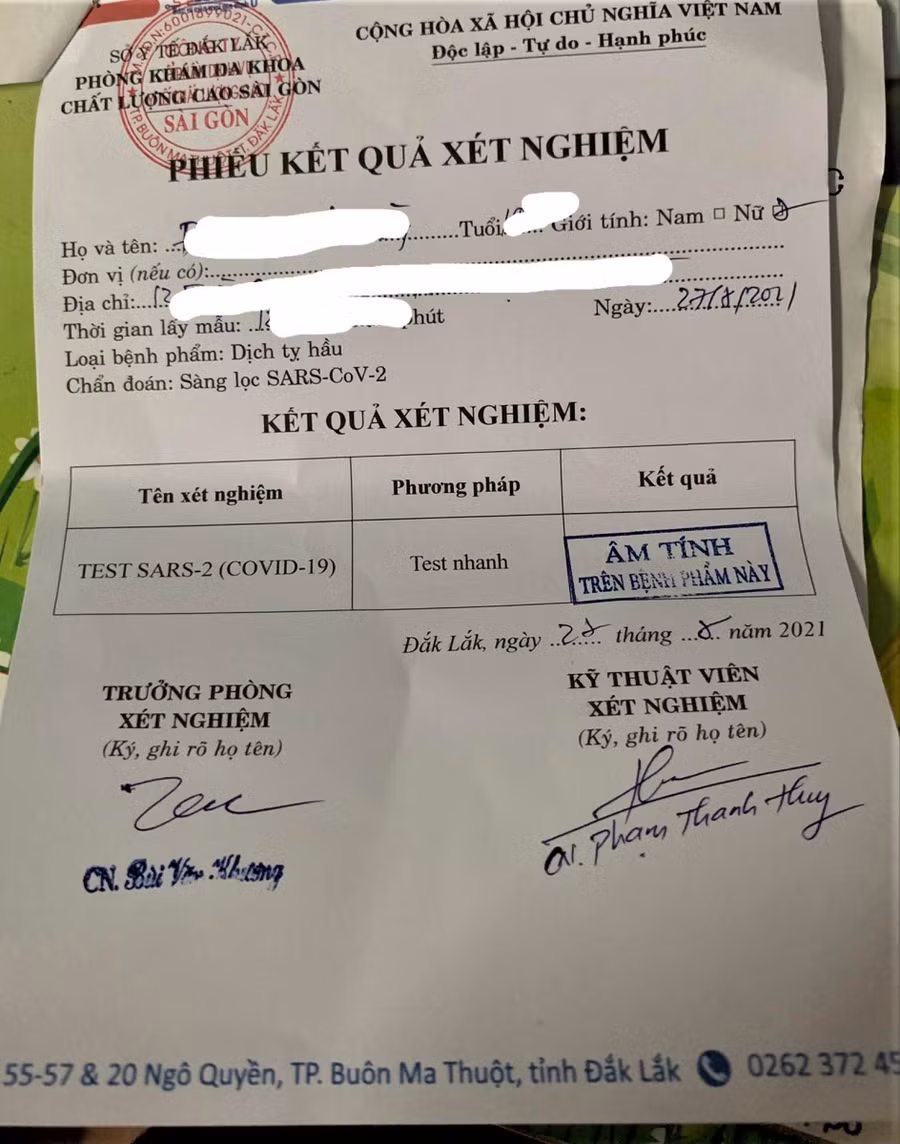 CỘNG HÒA XÃ HỘI CHỦ NGHĨA VIỆT NAM
Độc lập - Tự do - Hạnh phúc
SỞ Y TẾ ĐẮK LẮK
PHÒNG KHÁM ĐA KHOA
CHẤT LƯỢNG CAO SÀI GÒN
SÀI GÒN
PHIẾU KẾT QUẢ XÉT NGHIỆM
Họ và tên: Tuổi Giới tính: Nam □ Nữ ☑
Đơn vị (nếu có):
Địa chỉ:
Thời gian lấy mẫu: phút Ngày: 27/8/2021
Loại bệnh phẩm: Dịch tỵ hầu
Chẩn đoán: Sàng lọc SARS-CoV-2
KẾT QUẢ XÉT NGHIỆM:
Tên xét nghiệm Phương pháp Kết quả
TEST SARS-2 (COVID-19) Test nhanh ÂM TÍNH
TRÊN BỆNH PHẨM NÀY
Đắk Lắk, ngày 27 tháng 8 năm 2021
TRƯỞNG PHÒNG
XÉT NGHIỆM
(Ký, ghi rõ họ tên)
CN. Bùi Văn
KỸ THUẬT VIÊN
XÉT NGHIỆM
(Ký, ghi rõ họ tên)
CN. Phạm Thanh Huy
55-57 & 20 Ngô Quyền, TP. Buôn Ma Thuột, tỉnh Đắk Lắk 0262 372 45